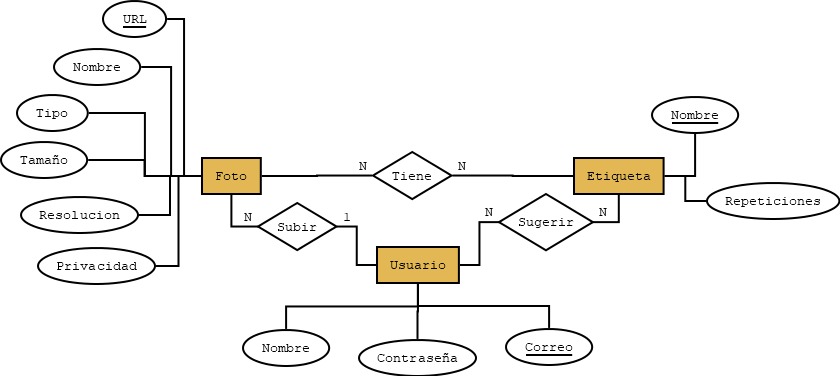 URL
Nombre
Tipo
Nombre
Tamaño
N
N
Foto
Tiene
Etiqueta
Resolucion
Repeticiones
N
1
N
N
Subir
Sugerir
Privacidad
Usuario
Nombre
Contraseña
Correo